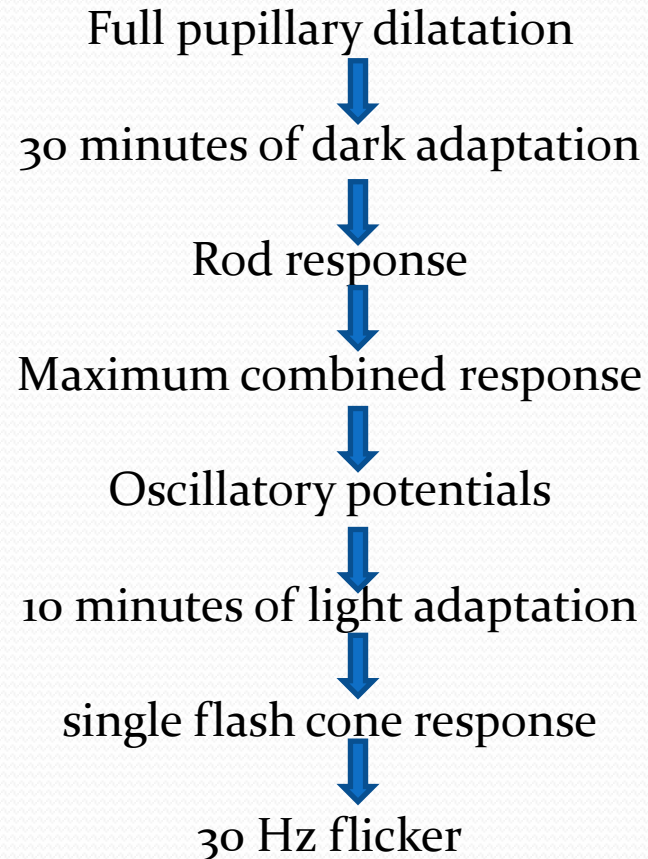 Full pupillary dilatation
30 minutes of dark adaptation
Rod response
Maximum combined response
Oscillatory potentials
10 minutes of light adaptation
single flash cone response
30 Hz flicker